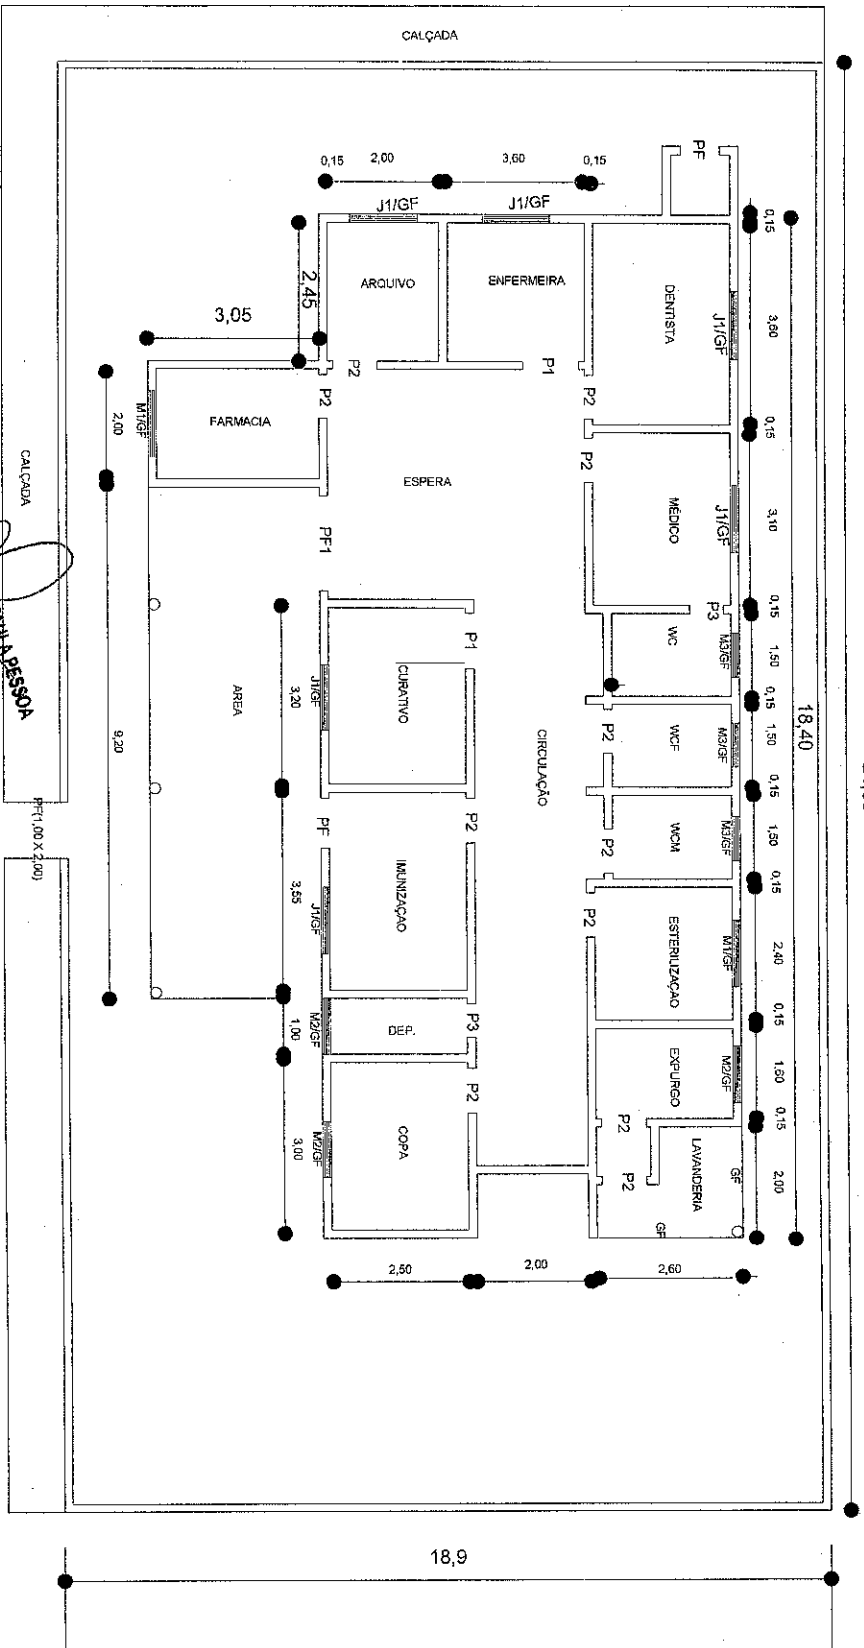 CALÇADA
0,15
2,00
3,60
0,15
PF
J1/GF
J1/GF
0,15
ARQUIVO
ENFERMEIRA
DENTISTA
J1/GF
3,60
2,45
3,05
P2
P1
P2
0,15
M1/GF
FARMACIA
P2
2,00
ESPERA
P2
MÉDICO
J1/GF
3,10
CALÇADA
PF1
P3
0,15
P1
WC
M3/GF
1,50
AREA
J1/GF
3,20
CURATIVO
0,15
18,40
CIRCULAÇÃO
P2
WCF
M3/GF
1,50
9,20
0,15
PF
P2
P2
WCM
M3/GF
1,50
PF(1,00 X 2,00)
3,55
J1/GF
IMUNIZAÇAO
0,15
P2
ESTERILIZAÇAO
M1/GF
2,40
1,00
M2/GF
DEP.
P3
0,15
P2
EXPURGO
M2/GF
1,60
3,00
M2/GF
COPA
P2
0,15
P2
LAVANDERIA
GF
GF
2,00
2,50
2,00
2,60
18,9
PESSOA